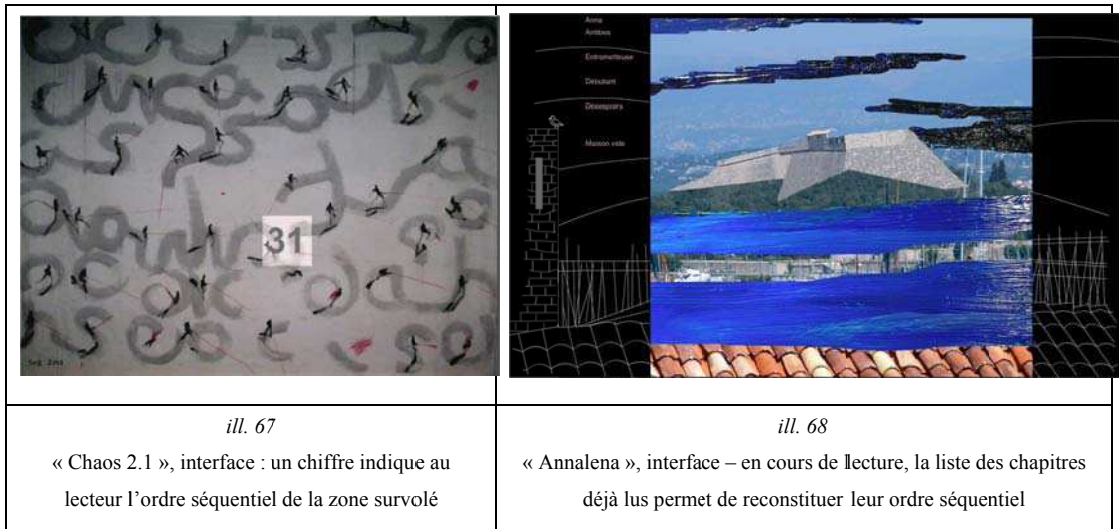 31
Anna
Antibes
Entremetteuse
Débutant
Désespoirs
Maison vide
ill. 67
« Chaos 2.1 », interface : un chiffre indique au
lecteur l'ordre séquentiel de la zone survolé
ill. 68
« Annalena », interface – en cours de lecture, la liste des chapitres
déjà lus permet de reconstituer leur ordre séquentiel